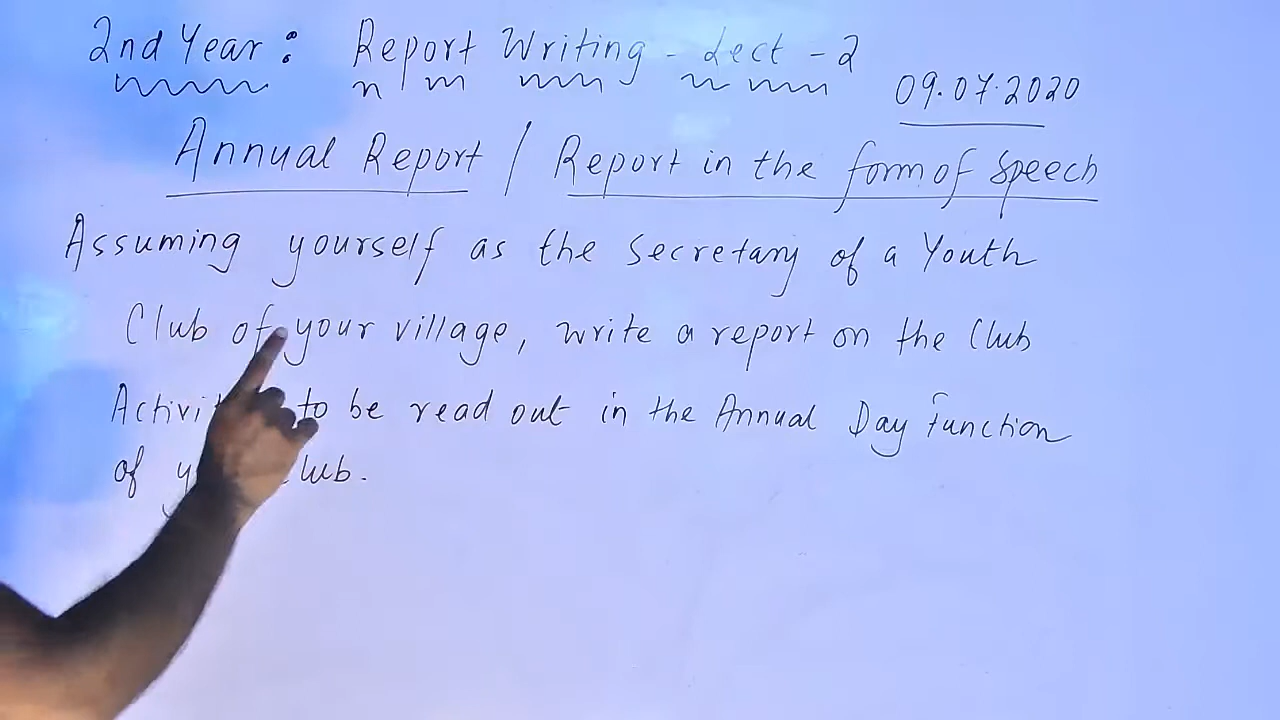 2nd Year: Report Writing - Lect - 2
09.07.2020
Annual Report / Report in the form of Speech
Assuming yourself as the Secretary of a Youth
Club of your village, write a report on the Club
to be read out in the Annual Day Function
of